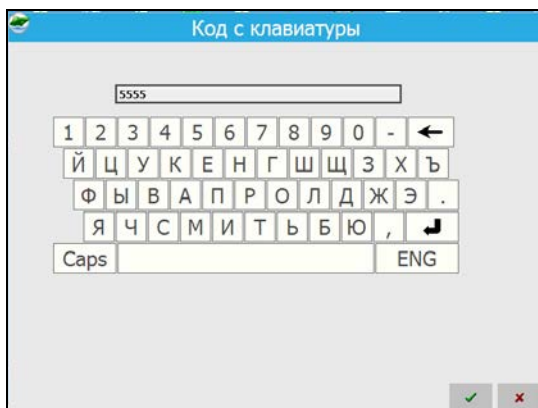 Код с клавиатуры
5555
1 2 3 4 5 6 7 8 9 0 -
Й Ц У К Е Н Г Ш Щ З Х Ъ
Ф Ы В А П Р О Л Д Ж Э .
Я Ч С М И Т Ь Б Ю ,
Caps ENG